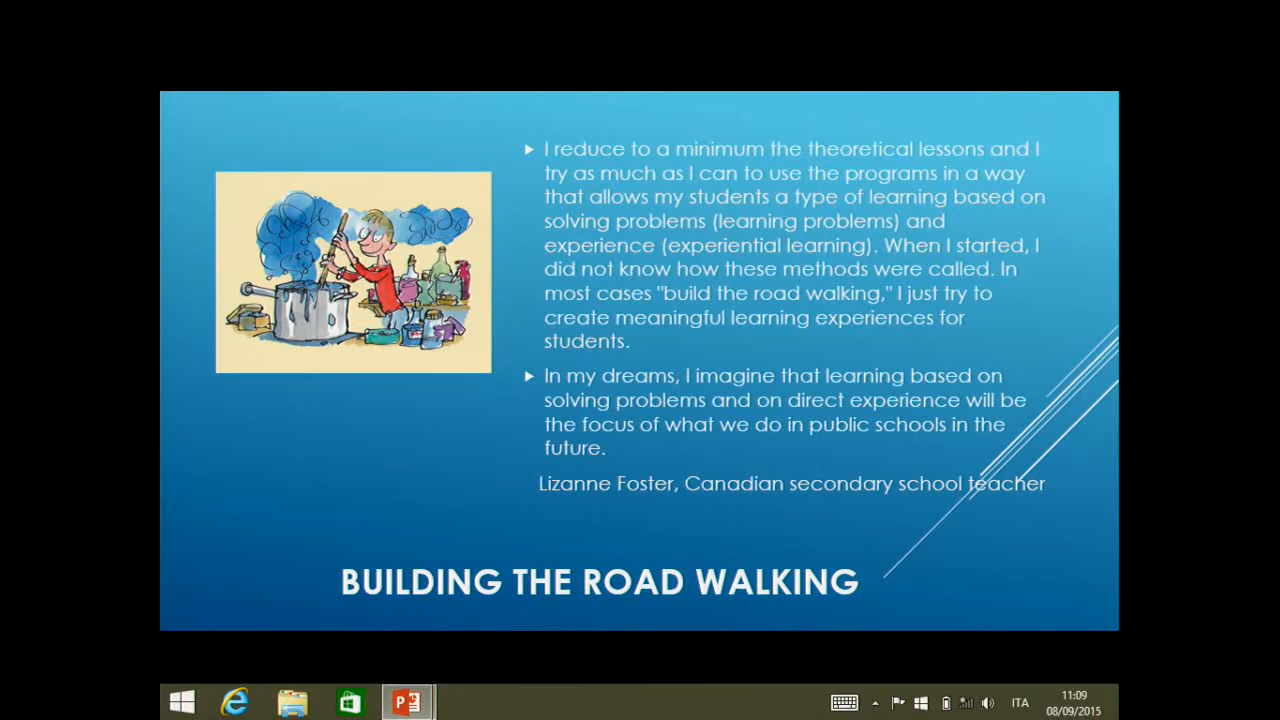 I reduce to a minimum the theoretical lessons and I
try as much as I can to use the programs in a way
that allows my students a type of learning based on
solving problems (learning problems) and
experience (experiential learning). When I started, I
did not know how these methods were called. In
most cases "build the road walking," I just try to
create meaningful learning experiences for
students.
In my dreams, I imagine that learning based on
solving problems and on direct experience will be
the focus of what we do in public schools in the
future.
Lizanne Foster, Canadian secondary school teacher
BUILDING THE ROAD WALKING
ITA
11:09
08/09/2015